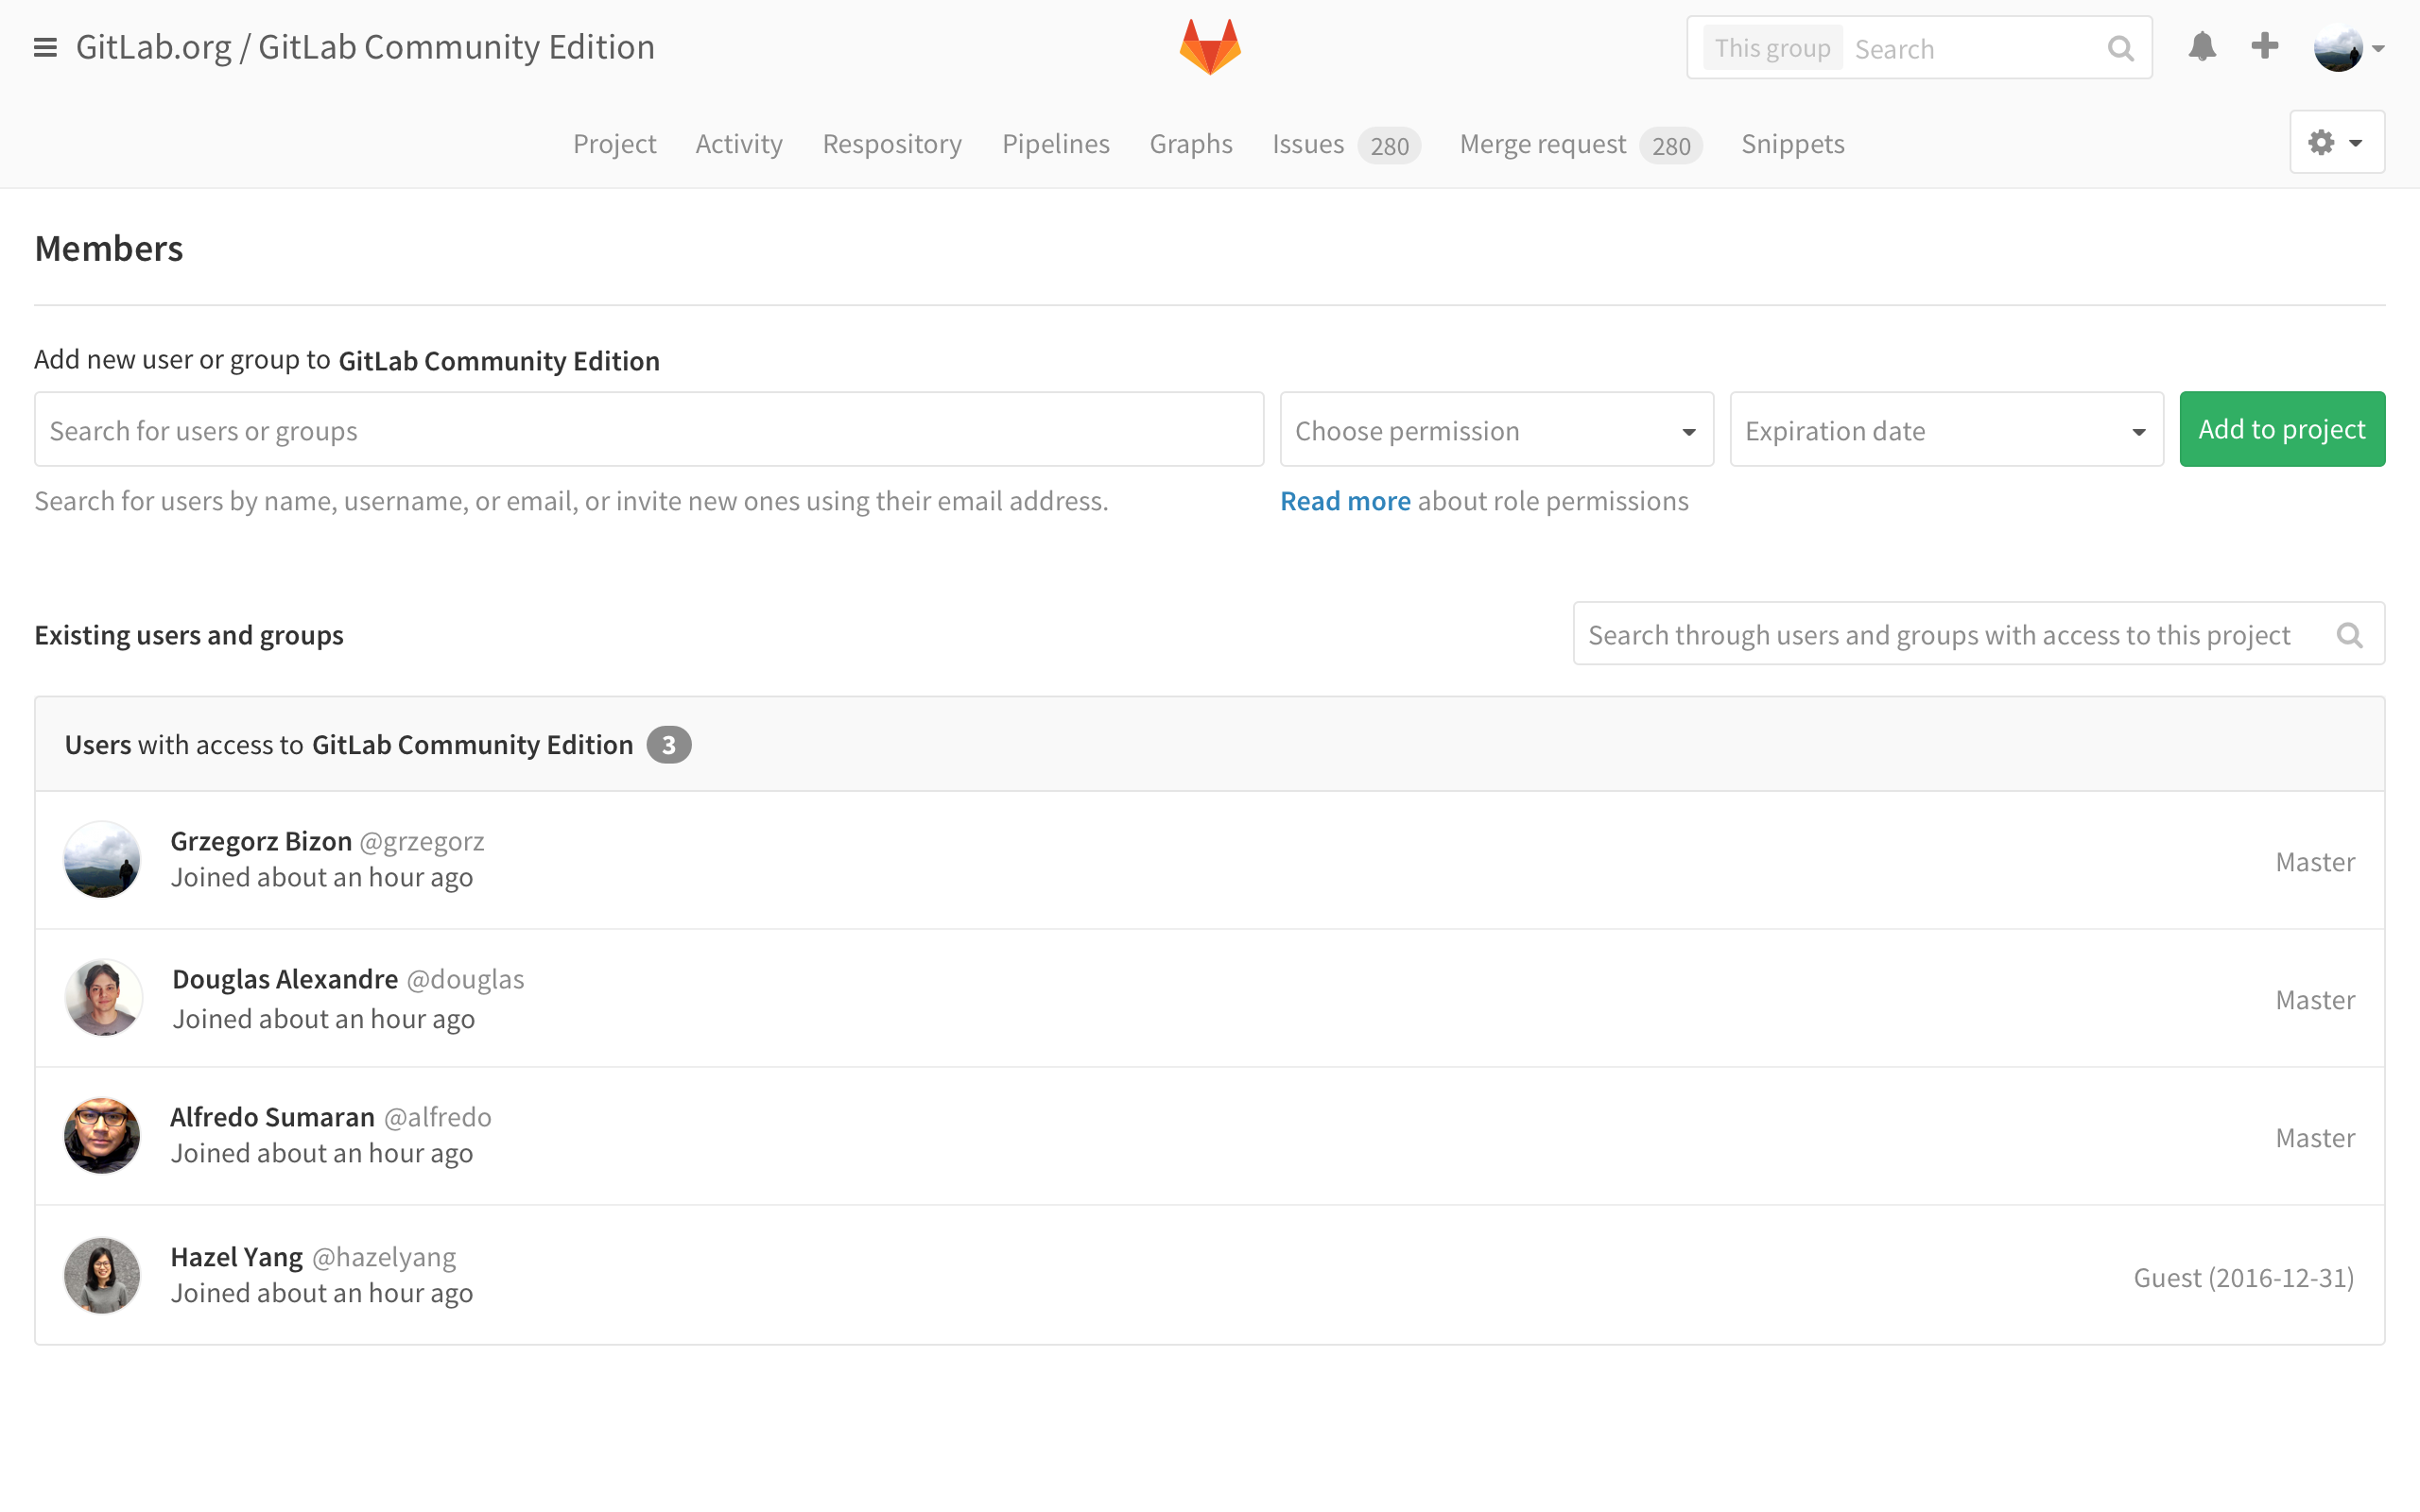 GitLab.org / GitLab Community Edition
This group Search
Project Activity Respository Pipelines Graphs Issues 280 Merge request 280 Snippets
Members
Add new user or group to GitLab Community Edition
Search for users or groups Choose permission Expiration date Add to project
Search for users by name, username, or email, or invite new ones using their email address. Read more about role permissions
Existing users and groups Search through users and groups with access to this project
Users with access to GitLab Community Edition 3
Grzegorz Bizon @grzegorz
Joined about an hour ago
Master
Douglas Alexandre @douglas
Joined about an hour ago
Master
Alfredo Sumaran @alfredo
Joined about an hour ago
Master
Hazel Yang @hazelyang
Joined about an hour ago
Guest (2016-12-31)